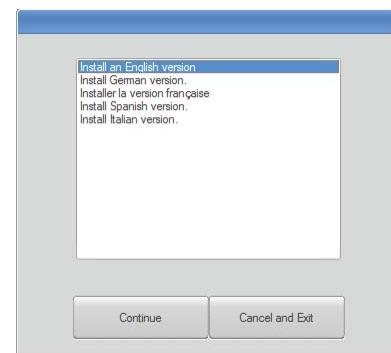 Install an English version
Install German version.
Installer la version française
Install Spanish version.
Install Italian version.
Continue
Cancel and Exit